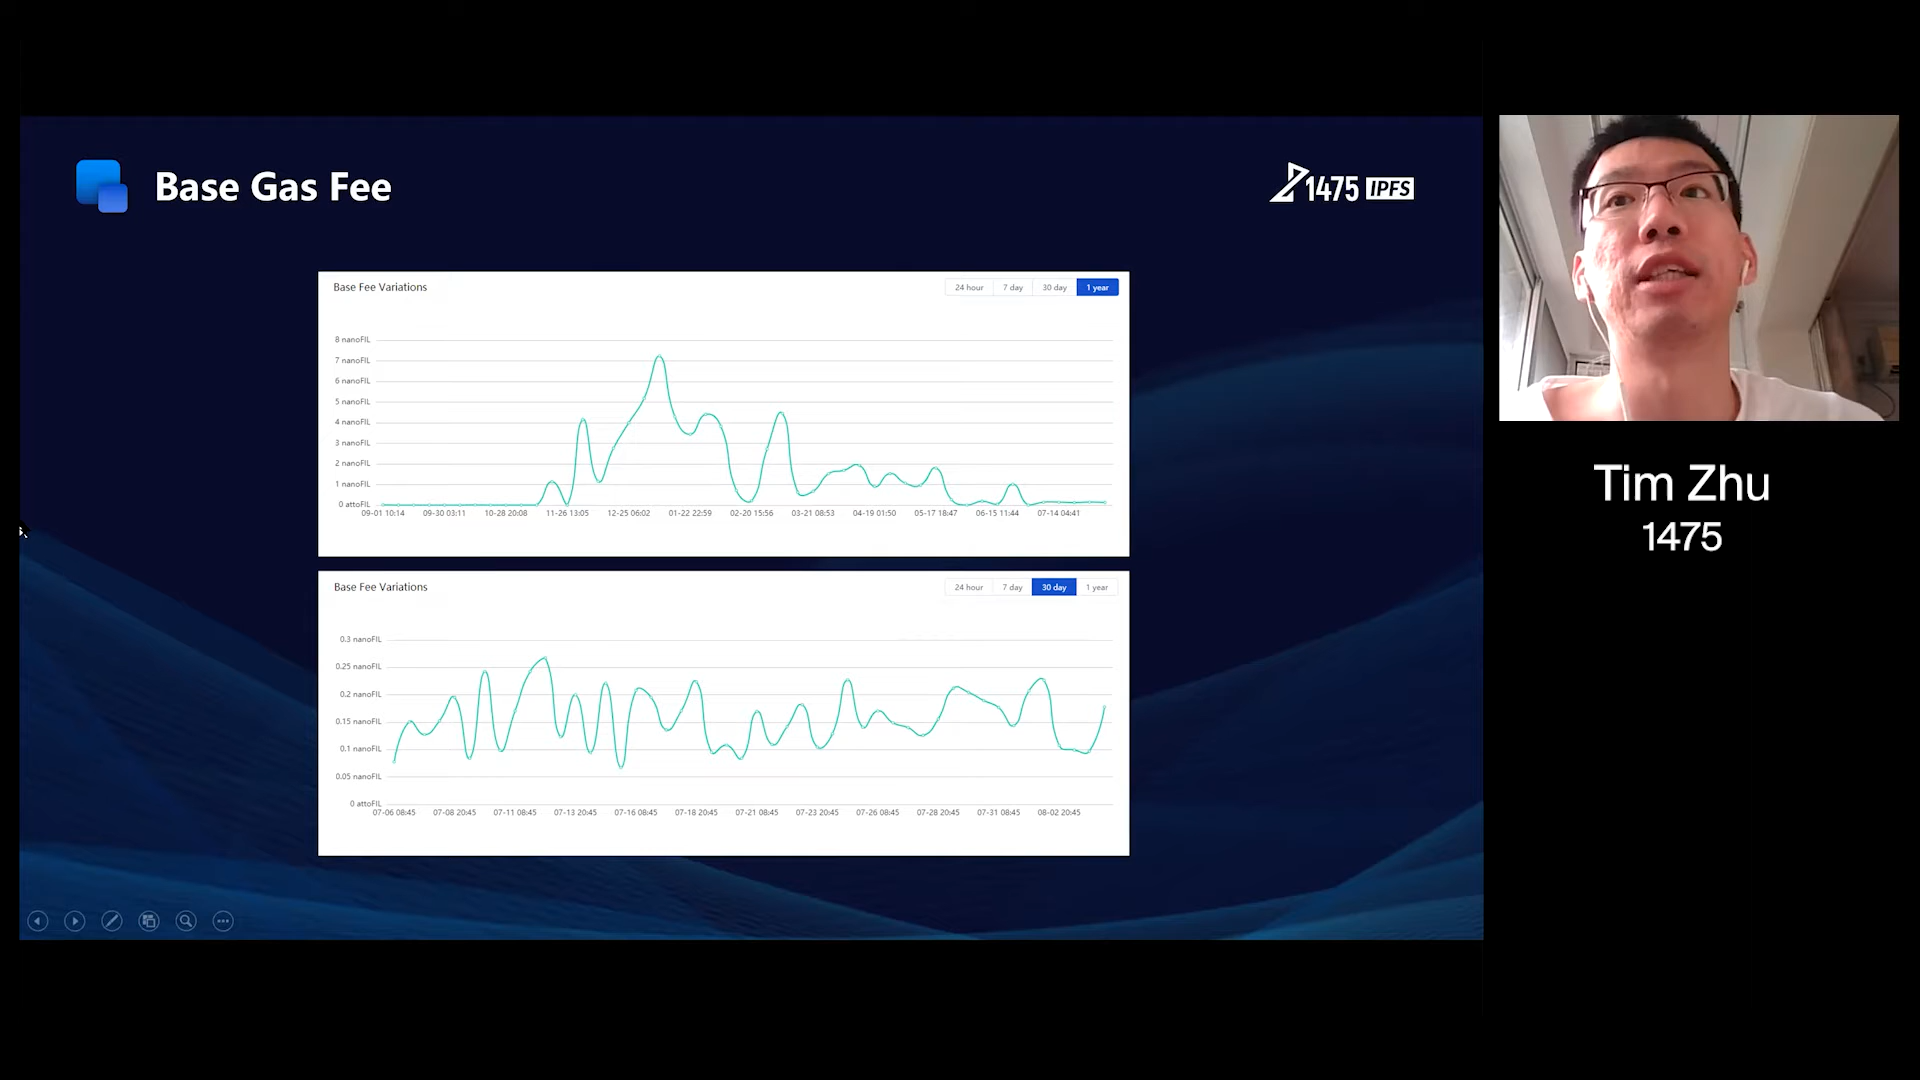 Base Gas Fee
1475 IPFS
Base Fee Variations
24 hour 7 day 30 day 1 year
8 nanoFIL
7 nanoFIL
6 nanoFIL
5 nanoFIL
4 nanoFIL
3 nanoFIL
2 nanoFIL
1 nanoFIL
0 attoFIL
09-01 10:14 09-30 03:11 10-28 20:08 11-26 13:05 12-25 06:02 01-22 22:59 02-20 15:56 03-21 08:53 04-19 01:50 05-17 18:47 06-15 11:44 07-14 04:41
Base Fee Variations
24 hour 7 day 30 day 1 year
0.3 nanoFIL
0.25 nanoFIL
0.2 nanoFIL
0.15 nanoFIL
0.1 nanoFIL
0.05 nanoFIL
0 attoFIL
07-06 08:45 07-08 20:45 07-11 08:45 07-13 20:45 07-16 08:45 07-18 20:45 07-21 08:45 07-23 20:45 07-26 08:45 07-28 20:45 07-31 08:45 08-02 20:45
Tim Zhu
1475